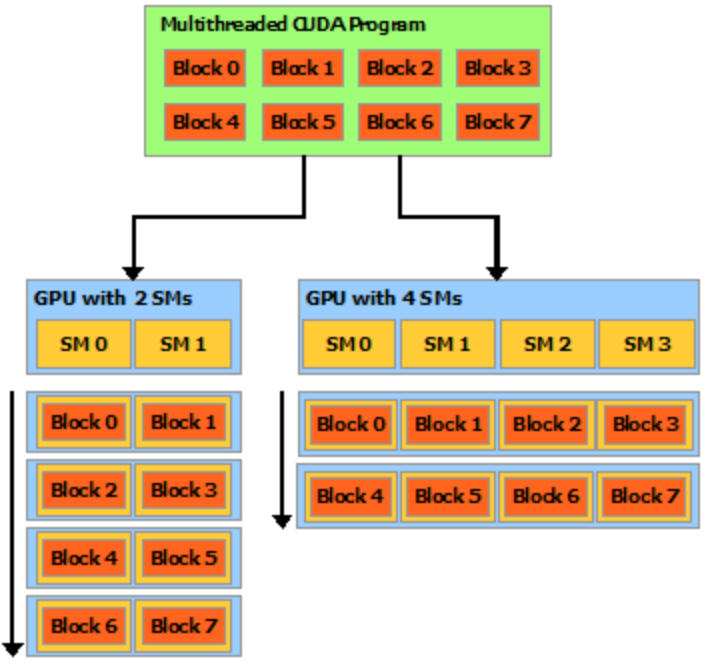 Multithreaded CUDA Program
Block 0 Block 1 Block 2 Block 3
Block 4 Block 5 Block 6 Block 7
GPU with 2 SMs
SM 0 SM 1
Block 0 Block 1
Block 2 Block 3
Block 4 Block 5
Block 6 Block 7
GPU with 4 SMs
SM 0 SM 1 SM 2 SM 3
Block 0 Block 1 Block 2 Block 3
Block 4 Block 5 Block 6 Block 7